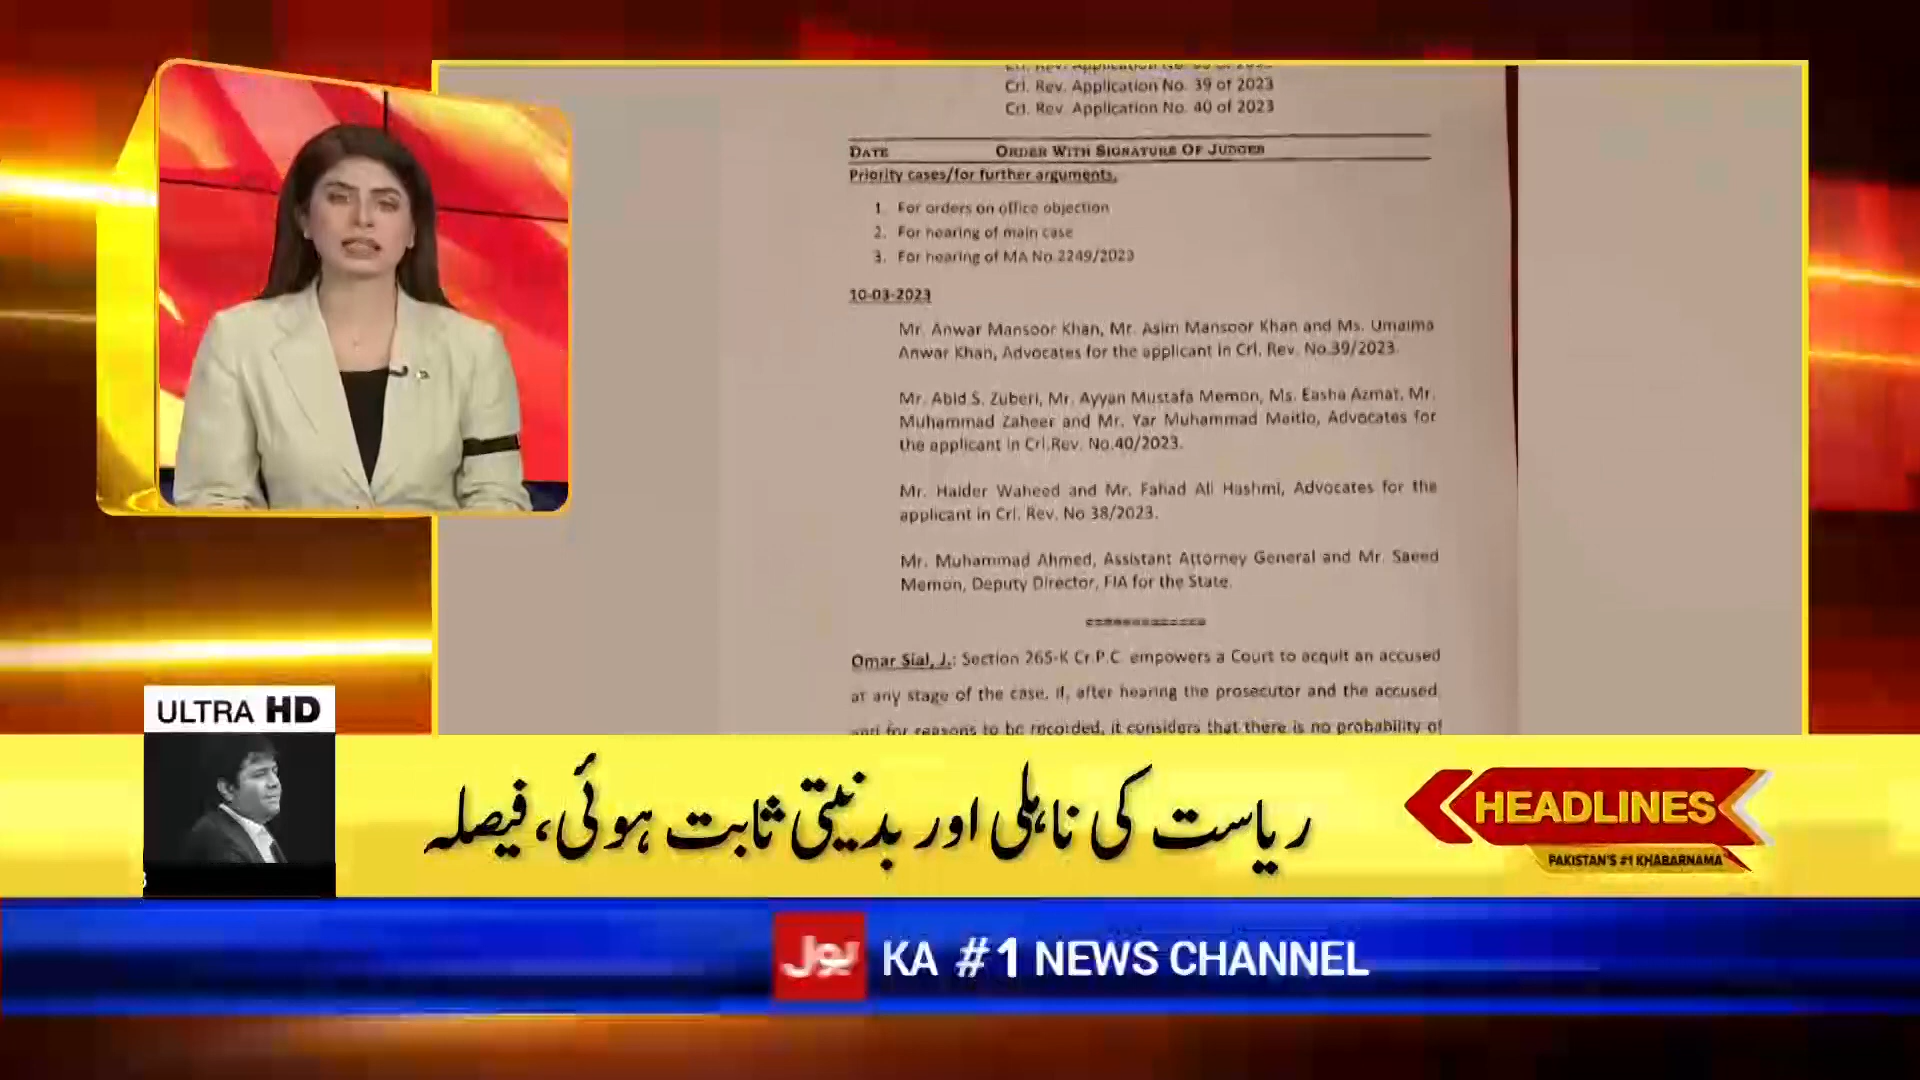 Crl. Rev. Application No. 39 of 2023
Crl. Rev. Application No. 40 of 2023
DATE ORDER WITH SIGNATURE OF JUDGES
Priority cases/for further arguments.
1. For orders on office objection
2. For hearing of main case
3. For hearing of MA No.2249/2023
10-03-2023
Mr. Anwar Mansoor Khan, Mr. Asim Mansoor Khan and Ms. Umaima
Anwar Khan, Advocates for the applicant in Crl. Rev. No.39/2023.
Mr. Abid S. Zuberi, Mr. Ayyan Mustafa Memon, Ms. Easha Azmat, Mr.
Muhammad Zaheer and Mr. Yar Muhammad Maitlo, Advocates for
the applicant in Crl.Rev. No.40/2023.
Mr. Haider Waheed and Mr. Fahad Ali Hashmi, Advocates for the
applicant in Crl. Rev. No 38/2023.
Mr. Muhammad Ahmed, Assistant Attorney General and Mr. Saeed
Memon, Deputy Director, FIA for the State.
=============
Omar Sial, J.: Section 265-K Cr.P.C. empowers a Court to acquit an accused
at any stage of the case, if, after hearing the prosecutor and the accused
and for reasons to be recorded, it considers that there is no probability of
ULTRA HD
ریاست کی نااہلی اور بدنیتی ثابت ہوئی، فیصلہ
HEADLINES
PAKISTAN'S #1 KHABARNAMA
بول KA #1 NEWS CHANNEL